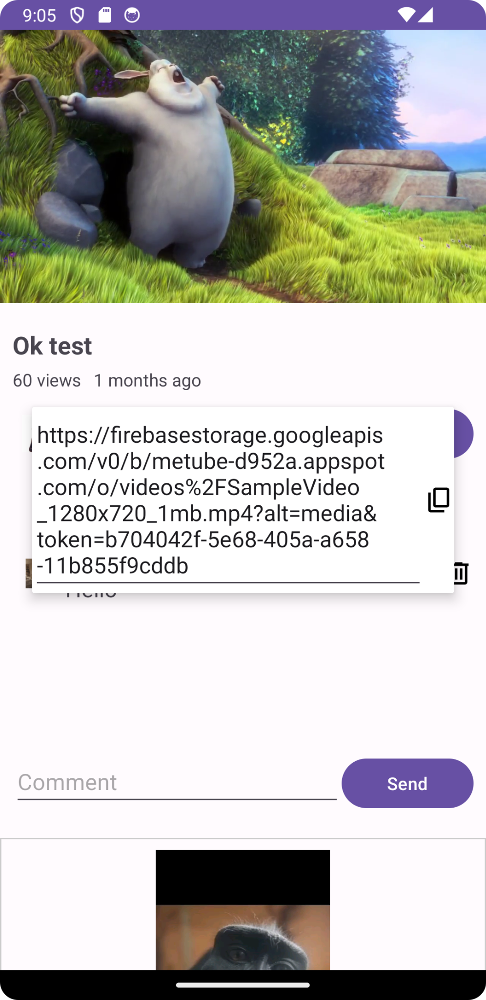 9:05
Ok test
60 views 1 months ago
https://firebasestorage.googleapis
.com/v0/b/metube-d952a.appspot
.com/o/videos%2FSampleVideo
_1280x720_1mb.mp4?alt=media&
token=b704042f-5e68-405a-a658
-11b855f9cddb
Hello
Comment
Send